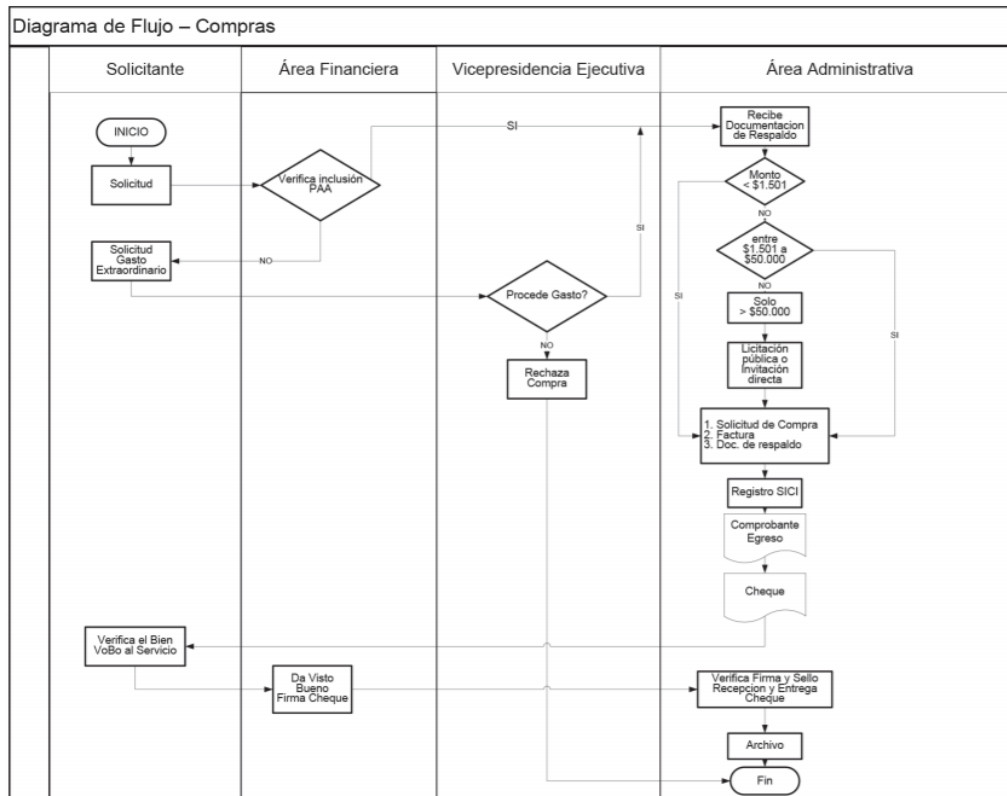 Diagrama de Flujo – Compras
Solicitante
Área Financiera
Vicepresidencia Ejecutiva
Área Administrativa
INICIO
Solicitud
Verifica inclusión
PAA
SI
Recibe
Documentacion
de Respaldo
Monto
< $1.501
NO
Solicitud
Gasto
Extraordinario
NO
SI
entre
$1.501 a
$50.000
NO
Procede Gasto?
SI
Solo
> $50.000
SI
NO
Rechaza
Compra
Licitación
pública o
Invitación
directa
1. Solicitud de Compra
2. Factura
3. Doc. de respaldo
Registro SICI
Comprobante
Egreso
Cheque
Verifica el Bien
VoBo al Servicio
Da Visto
Bueno
Firma Cheque
Verifica Firma y Sello
Recepcion y Entrega
Cheque
Archivo
Fin